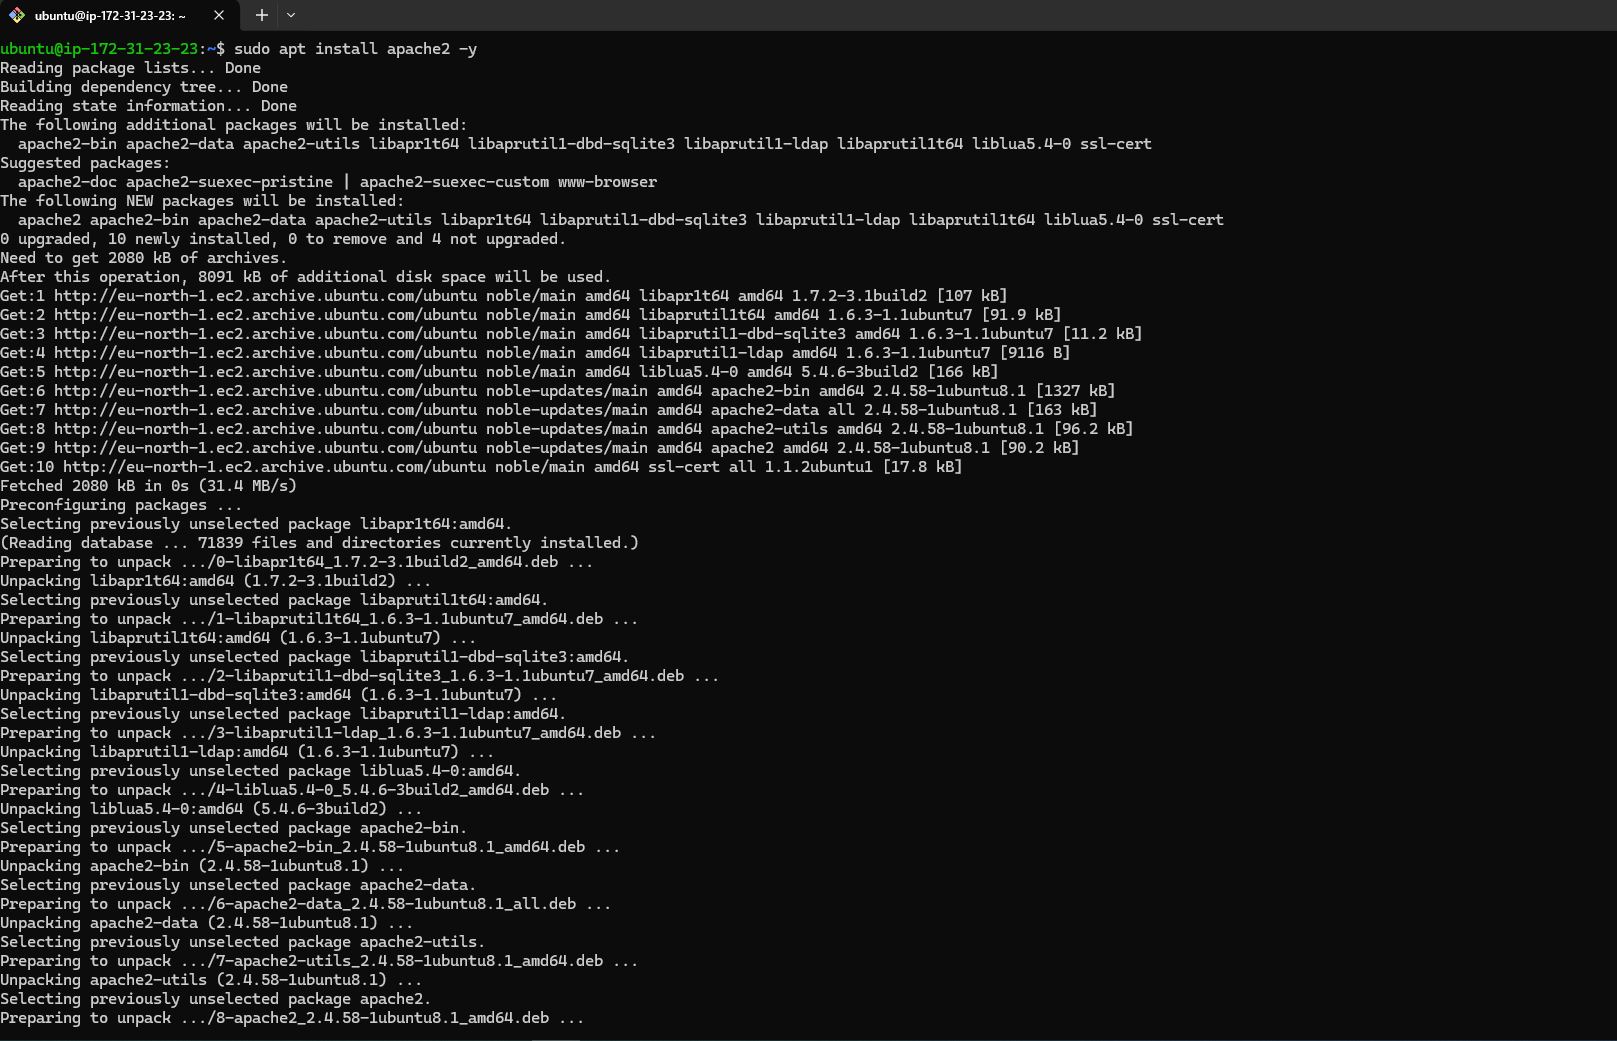 ubuntu@ip-172-31-23-23: ~
ubuntu@ip-172-31-23-23:~$ sudo apt install apache2 -y
Reading package lists... Done
Building dependency tree... Done
Reading state information... Done
The following additional packages will be installed:
  apache2-bin apache2-data apache2-utils libapr1t64 libaprutil1-dbd-sqlite3 libaprutil1-ldap libaprutil1t64 liblua5.4-0 ssl-cert
Suggested packages:
  apache2-doc apache2-suexec-pristine | apache2-suexec-custom www-browser
The following NEW packages will be installed:
  apache2 apache2-bin apache2-data apache2-utils libapr1t64 libaprutil1-dbd-sqlite3 libaprutil1-ldap libaprutil1t64 liblua5.4-0 ssl-cert
0 upgraded, 10 newly installed, 0 to remove and 4 not upgraded.
Need to get 2080 kB of archives.
After this operation, 8091 kB of additional disk space will be used.
Get:1 http://eu-north-1.ec2.archive.ubuntu.com/ubuntu noble/main amd64 libapr1t64 amd64 1.7.2-3.1build2 [107 kB]
Get:2 http://eu-north-1.ec2.archive.ubuntu.com/ubuntu noble/main amd64 libaprutil1t64 amd64 1.6.3-1.1ubuntu7 [91.9 kB]
Get:3 http://eu-north-1.ec2.archive.ubuntu.com/ubuntu noble/main amd64 libaprutil1-dbd-sqlite3 amd64 1.6.3-1.1ubuntu7 [11.2 kB]
Get:4 http://eu-north-1.ec2.archive.ubuntu.com/ubuntu noble/main amd64 libaprutil1-ldap amd64 1.6.3-1.1ubuntu7 [9116 B]
Get:5 http://eu-north-1.ec2.archive.ubuntu.com/ubuntu noble/main amd64 liblua5.4-0 amd64 5.4.6-3build2 [166 kB]
Get:6 http://eu-north-1.ec2.archive.ubuntu.com/ubuntu noble-updates/main amd64 apache2-bin amd64 2.4.58-1ubuntu8.1 [1327 kB]
Get:7 http://eu-north-1.ec2.archive.ubuntu.com/ubuntu noble-updates/main amd64 apache2-data all 2.4.58-1ubuntu8.1 [163 kB]
Get:8 http://eu-north-1.ec2.archive.ubuntu.com/ubuntu noble-updates/main amd64 apache2-utils amd64 2.4.58-1ubuntu8.1 [96.2 kB]
Get:9 http://eu-north-1.ec2.archive.ubuntu.com/ubuntu noble-updates/main amd64 apache2 amd64 2.4.58-1ubuntu8.1 [90.2 kB]
Get:10 http://eu-north-1.ec2.archive.ubuntu.com/ubuntu noble/main amd64 ssl-cert all 1.1.2ubuntu1 [17.8 kB]
Fetched 2080 kB in 0s (31.4 MB/s)
Preconfiguring packages ...
Selecting previously unselected package libapr1t64:amd64.
(Reading database ... 71839 files and directories currently installed.)
Preparing to unpack .../0-libapr1t64_1.7.2-3.1build2_amd64.deb ...
Unpacking libapr1t64:amd64 (1.7.2-3.1build2) ...
Selecting previously unselected package libaprutil1t64:amd64.
Preparing to unpack .../1-libaprutil1t64_1.6.3-1.1ubuntu7_amd64.deb ...
Unpacking libaprutil1t64:amd64 (1.6.3-1.1ubuntu7) ...
Selecting previously unselected package libaprutil1-dbd-sqlite3:amd64.
Preparing to unpack .../2-libaprutil1-dbd-sqlite3_1.6.3-1.1ubuntu7_amd64.deb ...
Unpacking libaprutil1-dbd-sqlite3:amd64 (1.6.3-1.1ubuntu7) ...
Selecting previously unselected package libaprutil1-ldap:amd64.
Preparing to unpack .../3-libaprutil1-ldap_1.6.3-1.1ubuntu7_amd64.deb ...
Unpacking libaprutil1-ldap:amd64 (1.6.3-1.1ubuntu7) ...
Selecting previously unselected package liblua5.4-0:amd64.
Preparing to unpack .../4-liblua5.4-0_5.4.6-3build2_amd64.deb ...
Unpacking liblua5.4-0:amd64 (5.4.6-3build2) ...
Selecting previously unselected package apache2-bin.
Preparing to unpack .../5-apache2-bin_2.4.58-1ubuntu8.1_amd64.deb ...
Unpacking apache2-bin (2.4.58-1ubuntu8.1) ...
Selecting previously unselected package apache2-data.
Preparing to unpack .../6-apache2-data_2.4.58-1ubuntu8.1_all.deb ...
Unpacking apache2-data (2.4.58-1ubuntu8.1) ...
Selecting previously unselected package apache2-utils.
Preparing to unpack .../7-apache2-utils_2.4.58-1ubuntu8.1_amd64.deb ...
Unpacking apache2-utils (2.4.58-1ubuntu8.1) ...
Selecting previously unselected package apache2.
Preparing to unpack .../8-apache2_2.4.58-1ubuntu8.1_amd64.deb ...